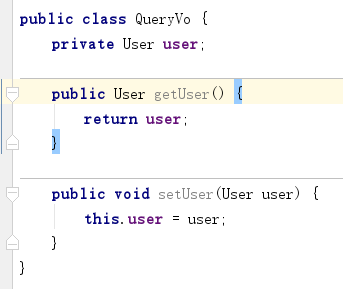 public class QueryVo {
    private User user;
    public User getUser() {
        return user;
    }
    public void setUser(User user) {
        this.user = user;
    }
}